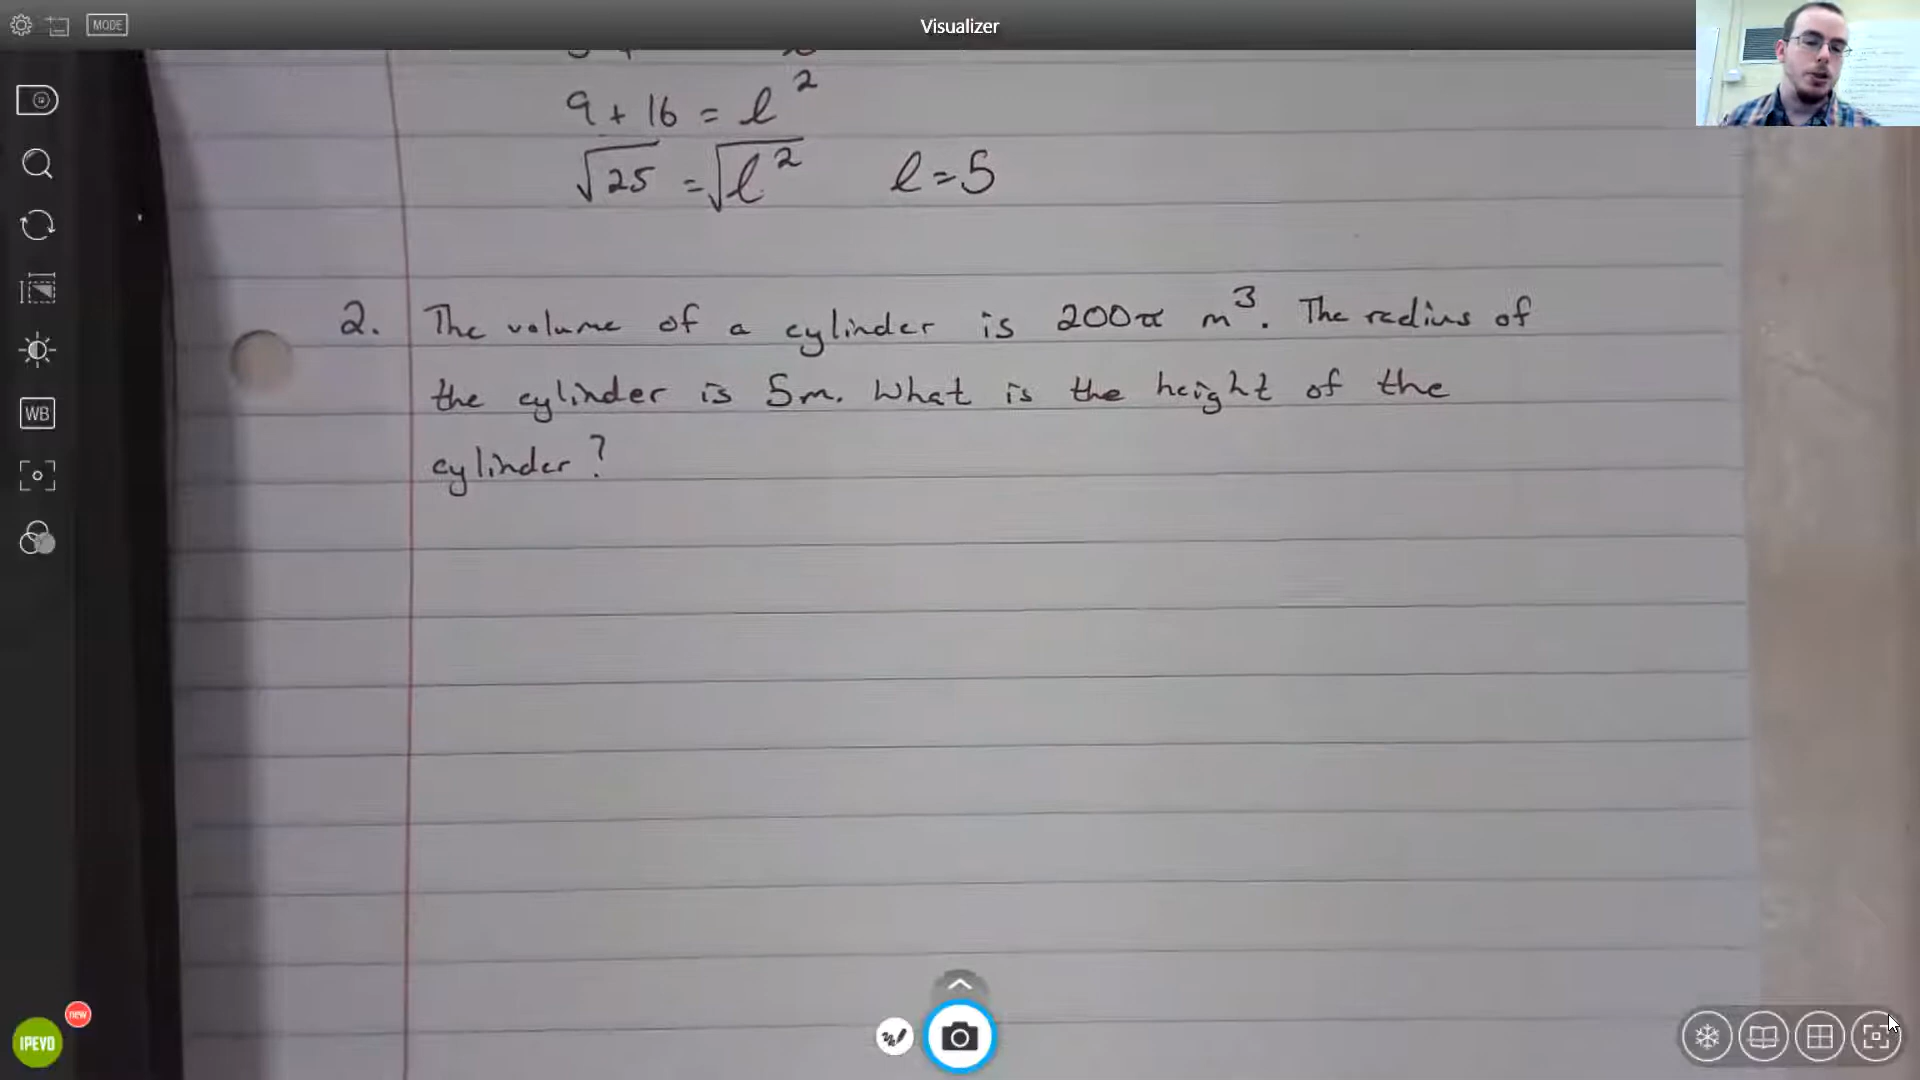 MODE
Visualizer
9 + 16 = l²
√25 = √l² l = 5
2. The volume of a cylinder is 200π m³. The radius of
the cylinder is 5m. What is the height of the
cylinder?
WB
new
IPEVO